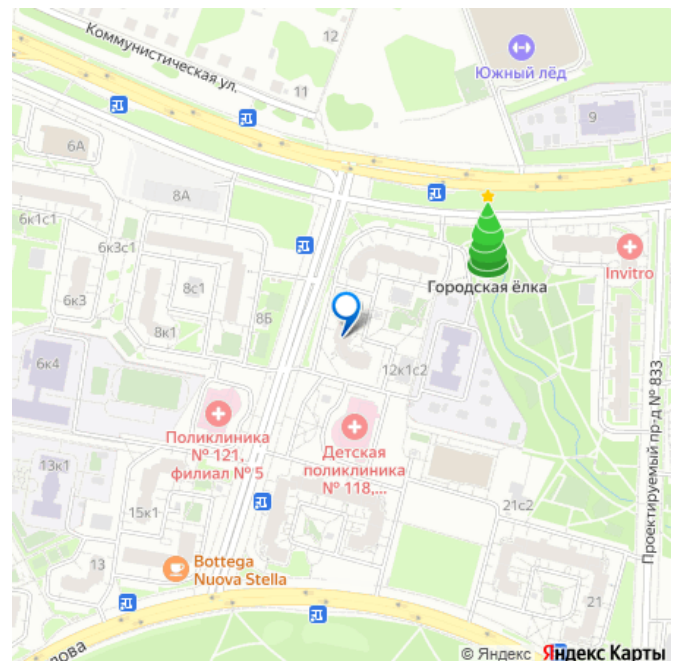 Коммунистическая ул.
12
11
Южный лёд
9
6А
8А
6к1с1
6к3с1
6к3
8с1
8к1
8Б
Городская ёлка
Invitro
6к4
12к1с2
Поликлиника
№ 121,
филиал № 5
Детская
поликлиника
№ 118,...
Проектируемый пр-д № 833
13к1
15к1
21с2
13
Bottega
Nuova Stella
21
лова
© Яндекс Яндекс Карты